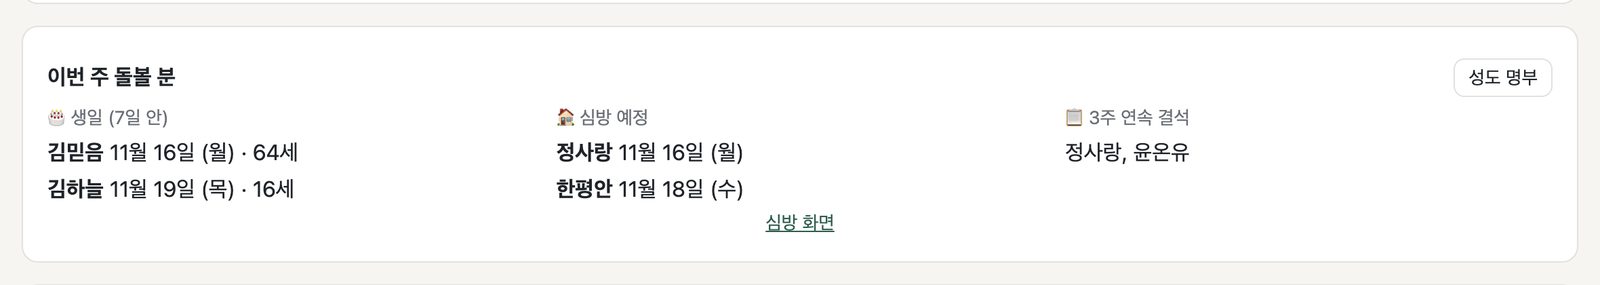 이번 주 돌볼 분
성도 명부
🎂 생일 (7일 안)
김믿음 11월 16일 (월) · 64세
김하늘 11월 19일 (목) · 16세
🏠 심방 예정
정사랑 11월 16일 (월)
한평안 11월 18일 (수)
심방 화면
📋 3주 연속 결석
정사랑, 윤온유